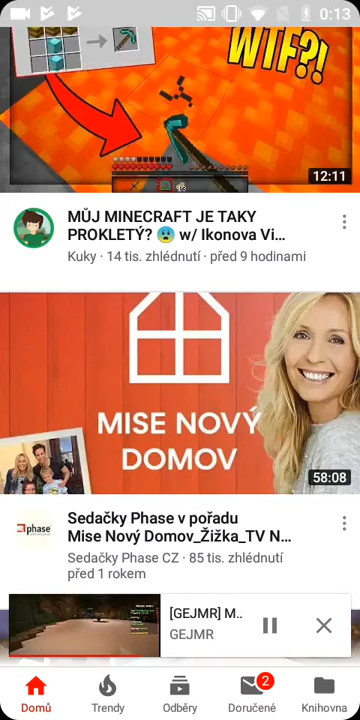 0:13
WTF?!
12:11
MŮJ MINECRAFT JE TAKY
PROKLETÝ? 😰 w/ Ikonova Vi...
Kuky · 14 tis. zhlédnutí · před 9 hodinami
MISE NOVÝ
DOMOV
58:08
phase
Sedačky Phase v pořadu
Mise Nový Domov_Žižka_TV N...
Sedačky Phase CZ · 85 tis. zhlédnutí
před 1 rokem
[GEJMR] M..
GEJMR
2
Domů
Trendy
Odběry
Doručené
Knihovna